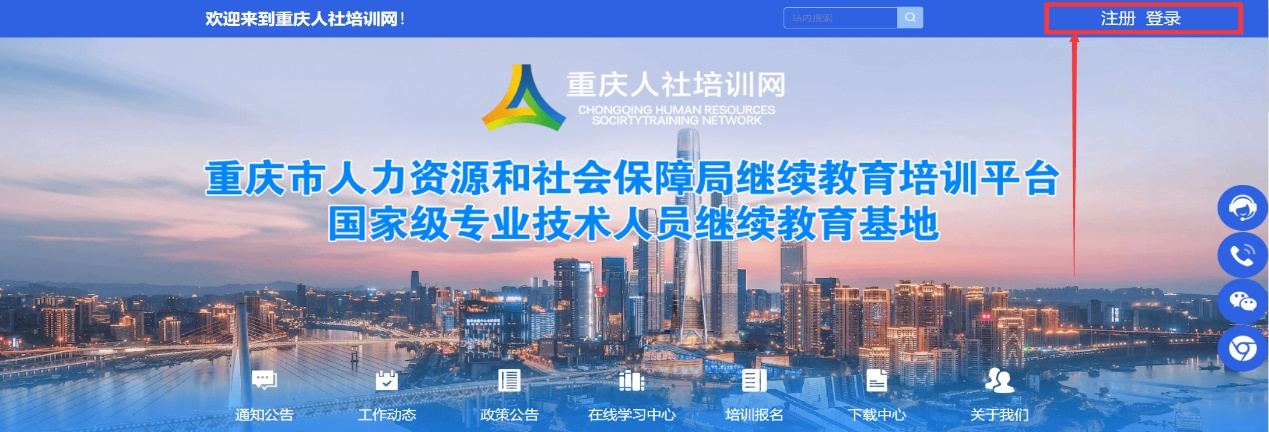 欢迎来到重庆人社培训网！
站内搜索
注册 登录
重庆人社培训网
CHONGQING HUMAN RESOURCES
SOCIRTYTRAINING NETWORK
重庆市人力资源和社会保障局继续教育培训平台
国家级专业技术人员继续教育基地
通知公告
工作动态
政策公告
在线学习中心
培训报名
下载中心
关于我们